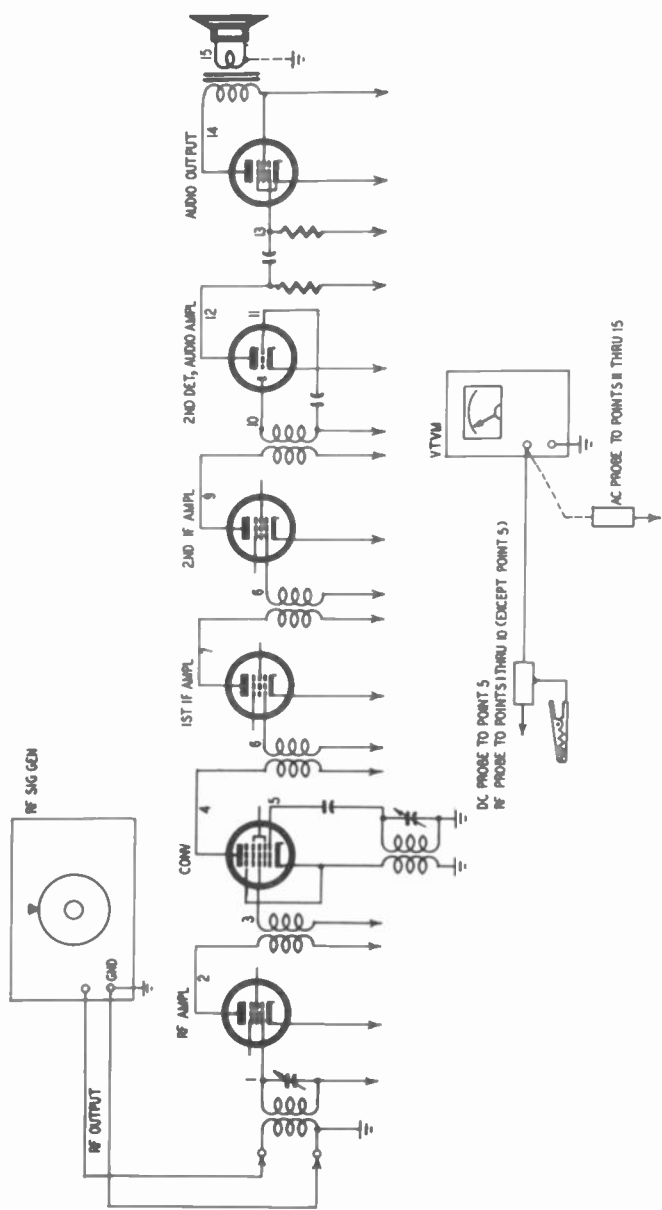 RF SIG GEN
GND
RF OUTPUT
RF AMPL
CONV
1ST IF AMPL
2ND IF AMPL
2ND DET, AUDIO AMPL
AUDIO OUTPUT
1
2
3
4
5
6
7
6
9
10
11
12
13
14
15
VTVM
DC PROBE TO POINT 5
RF PROBE TO POINTS 1 THRU 10 (EXCEPT POINT 5)
AC PROBE TO POINTS 11 THRU 15